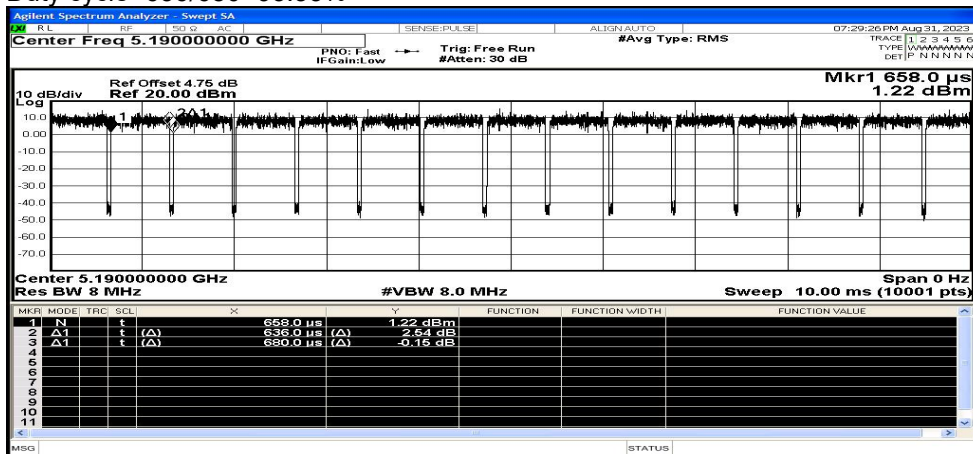 Agilent Spectrum Analyzer - Swept SA
LXI RL RF 50 Ω AC SENSE:PULSE ALIGN AUTO 07:29:26 PM Aug 31, 2023
Center Freq 5.190000000 GHz
PNO: Fast
IFGain:Low
Trig: Free Run
#Atten: 30 dB
#Avg Type: RMS
TRACE 1 2 3 4 5 6
TYPE
DET P N N N N N
Mkr1 658.0 µs
1.22 dBm
Ref Offset 4.75 dB
10 dB/div Ref 20.00 dBm
Log
10.0
0.00
-10.0
-20.0
-30.0
-40.0
-50.0
-60.0
-70.0
1
2Δ1
Center 5.190000000 GHz Span 0 Hz
Res BW 8 MHz #VBW 8.0 MHz Sweep 10.00 ms (10001 pts)
MKR MODE TRC SCL X Y FUNCTION FUNCTION WIDTH FUNCTION VALUE
1 N t 658.0 µs 1.22 dBm
2 Δ1 t (Δ) 636.0 µs (Δ) 2.54 dB
3 Δ1 t (Δ) 680.0 µs (Δ) -0.15 dB
4
5
6
7
8
9
10
11
MSG STATUS